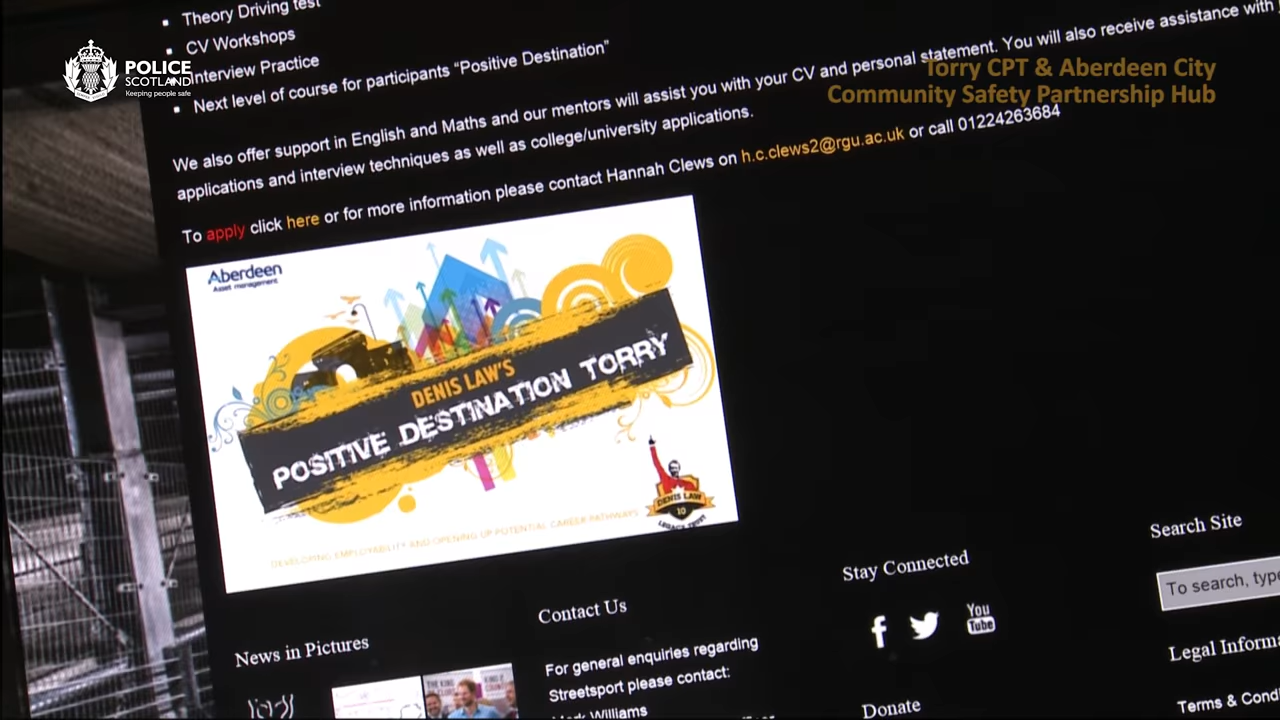 Theory Driving test
CV Workshops
Interview Practice
Next level of course for participants “Positive Destination”
We also offer support in English and Maths and our mentors will assist you with your CV and personal statement. You will also receive assistance with
applications and interview techniques as well as college/university applications.
To apply click here or for more information please contact Hannah Clews on h.c.clews2@rgu.ac.uk or call 01224263684
POLICE
SCOTLAND
Keeping people safe
Torry CPT & Aberdeen City
Community Safety Partnership Hub
Aberdeen
Asset management
DENIS LAW'S
POSITIVE DESTINATION TORRY
DENIS LAW
10
LEGACY TRUST
DEVELOPING EMPLOYABILITY AND OPENING UP POTENTIAL CAREER PATHWAYS
News in Pictures
Contact Us
For general enquiries regarding
Streetsport please contact:
Mark Williams
Stay Connected
You
Tube
Donate
Search Site
To search, type
Legal Informa
Terms & Cond